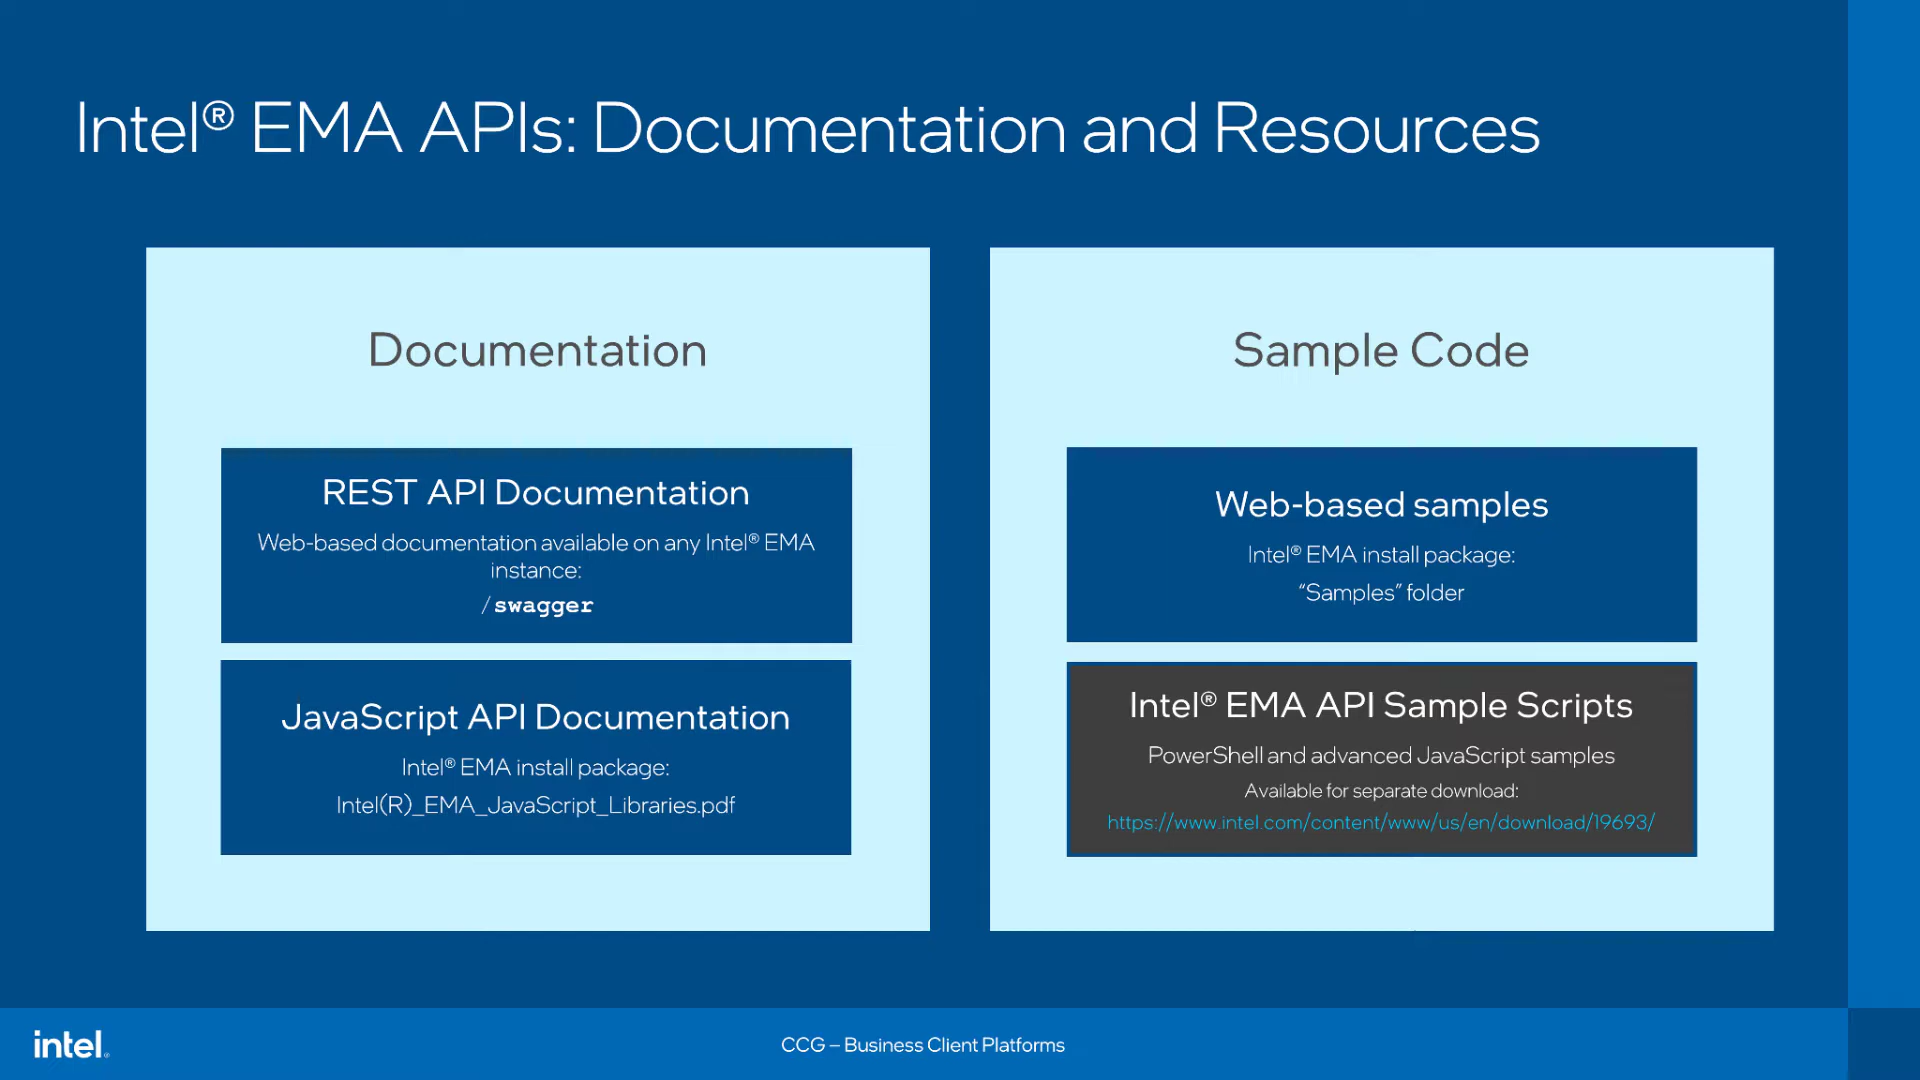 Intel® EMA APIs: Documentation and Resources
Documentation
REST API Documentation
Web-based documentation available on any Intel® EMA
instance:
/swagger
JavaScript API Documentation
Intel® EMA install package:
Intel(R)_EMA_JavaScript_Libraries.pdf
Sample Code
Web-based samples
Intel® EMA install package:
“Samples” folder
Intel® EMA API Sample Scripts
PowerShell and advanced JavaScript samples
Available for separate download:
https://www.intel.com/content/www/us/en/download/19693/
intel.
CCG – Business Client Platforms